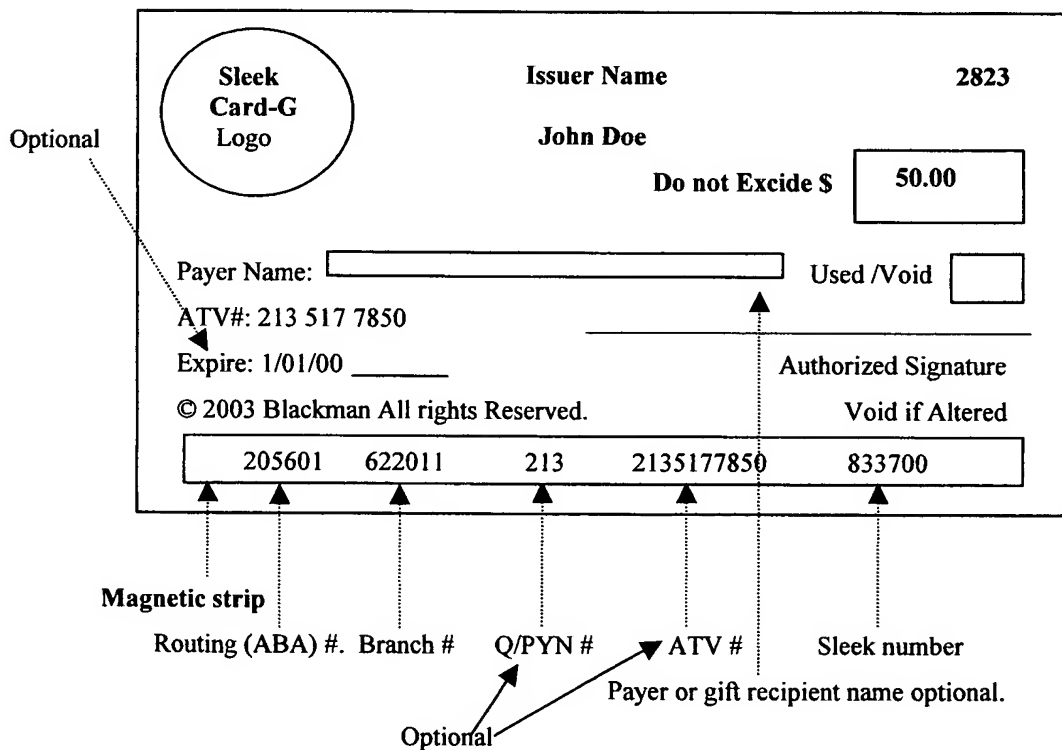 Sleek Issuer Name 2823
Card-G
Logo John Doe
Optional
Do not Excide $ 50.00
Payer Name: Used /Void
ATV#: 213 517 7850
Expire: 1/01/00 ________ Authorized Signature
© 2003 Blackman All rights Reserved. Void if Altered
205601 622011 213 2135177850 833700
Magnetic strip
Routing (ABA) #. Branch # Q/PYN # ATV # Sleek number
Payer or gift recipient name optional.
Optional